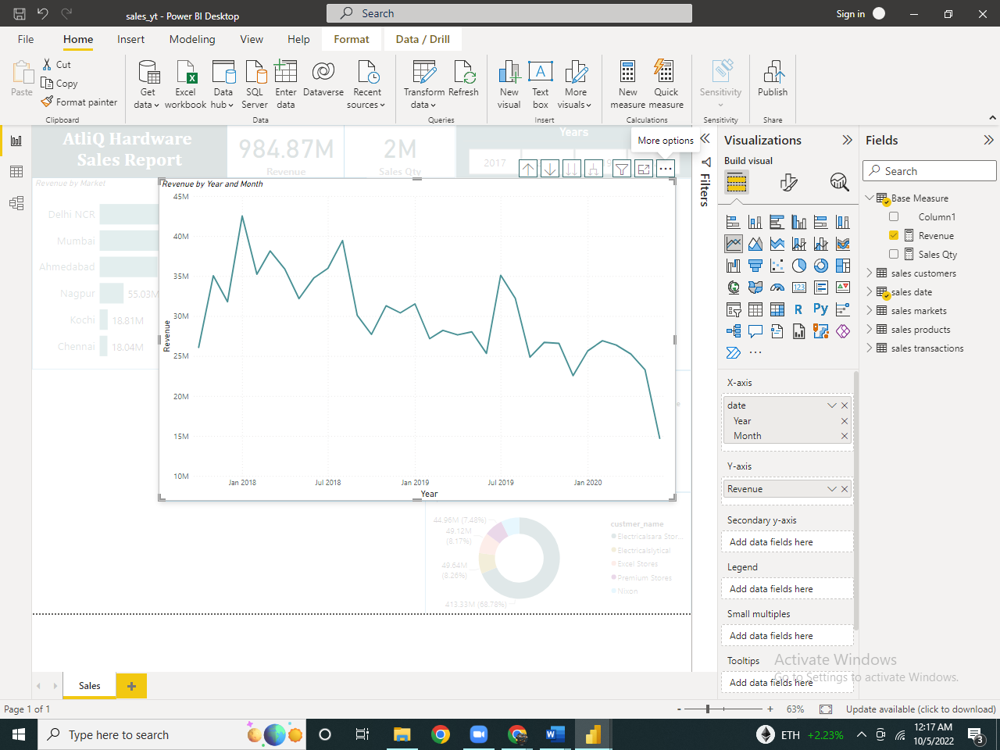 sales_yt - Power BI Desktop
Search
Sign in
File
Home
Insert
Modeling
View
Help
Format
Data / Drill
Paste
Cut
Copy
Format painter
Clipboard
Get data
Excel workbook
Data hub
SQL Server
Enter data
Dataverse
Recent sources
Data
Transform data
Refresh
Queries
New visual
Text box
More visuals
Insert
New measure
Quick measure
Calculations
Sensitivity
Sensitivity
Publish
Share
AtliQ Hardware
Sales Report
984.87M
Revenue
2M
Sales Qty
Years
2017
More options
Revenue by Market
Delhi NCR
Mumbai
Ahmedabad
Nagpur
55.03M
Kochi
18.81M
Chennai
18.04M
Revenue by Year and Month
45M
40M
35M
30M
25M
20M
15M
10M
Revenue
Jan 2018
Jul 2018
Jan 2019
Jul 2019
Jan 2020
Year
44.96M (7.48%)
49.12M
(8.17%)
49.64M
(8.26%)
413.33M (68.78%)
custmer_name
Electricalsara Stor...
Electricalslytical
Excel Stores
Premium Stores
Nixon
Filters
Visualizations
Build visual
R
Py
123
X-axis
date
Year
Month
Y-axis
Revenue
Secondary y-axis
Add data fields here
Legend
Add data fields here
Small multiples
Add data fields here
Tooltips
Add data fields here
Fields
Search
Base Measure
Column1
Revenue
Sales Qty
sales customers
sales date
sales markets
sales products
sales transactions
Activate Windows
Go to Settings to activate Windows.
Sales
Page 1 of 1
63%
Update available (click to download)
Type here to search
ETH
+2.23%
12:17 AM
10/5/2022
3